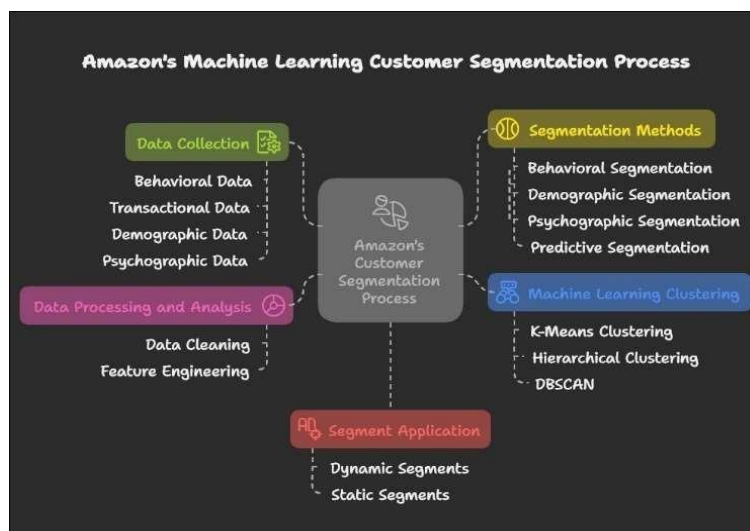 Amazon's Machine Learning Customer Segmentation Process
Data Collection
Behavioral Data
Transactional Data
Demographic Data
Psychographic Data
Data Processing and Analysis
Data Cleaning
Feature Engineering
Amazon's
Customer
Segmentation
Process
Segmentation Methods
Behavioral Segmentation
Demographic Segmentation
Psychographic Segmentation
Predictive Segmentation
Machine Learning Clustering
K-Means Clustering
Hierarchical Clustering
DBSCAN
Segment Application
Dynamic Segments
Static Segments